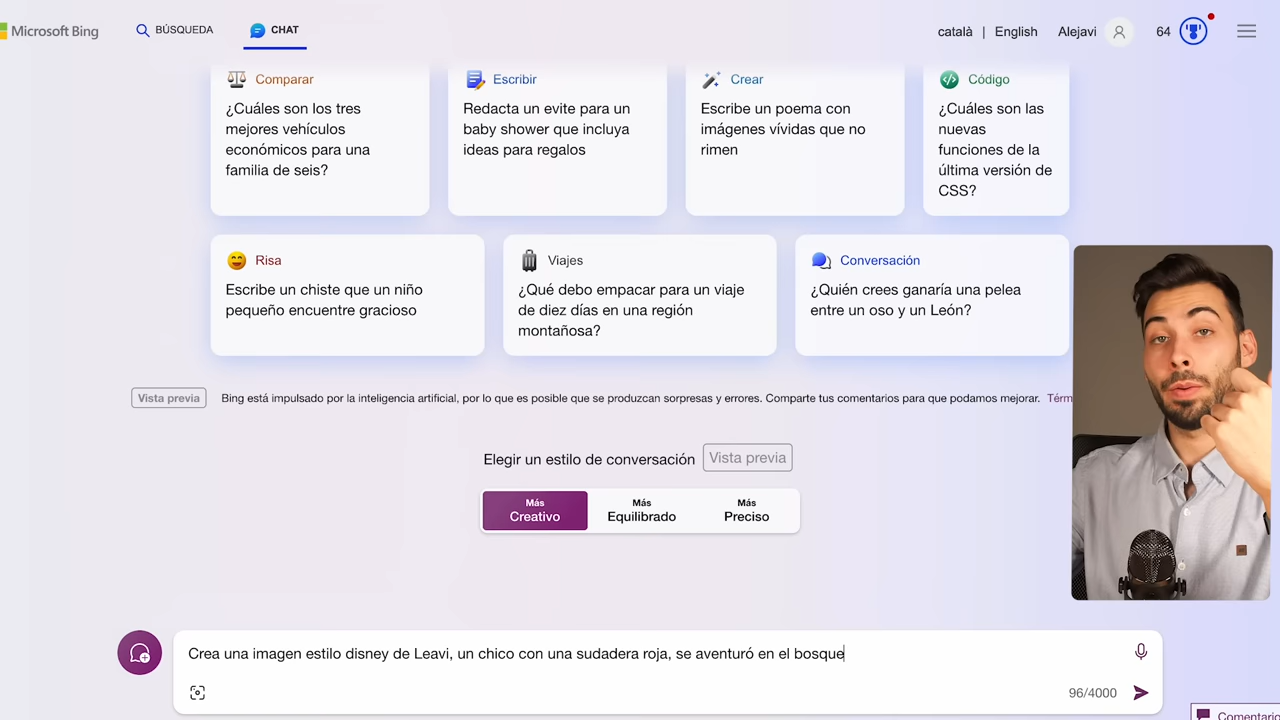 Microsoft Bing
BÚSQUEDA
CHAT
català | English
Alejavi
64
Comparar
¿Cuáles son los tres
mejores vehículos
económicos para una
familia de seis?
Escribir
Redacta un evite para un
baby shower que incluya
ideas para regalos
Crear
Escribe un poema con
imágenes vívidas que no
rimen
Código
¿Cuáles son las
nuevas
funciones de la
última versión de
CSS?
Risa
Escribe un chiste que un niño
pequeño encuentre gracioso
Viajes
¿Qué debo empacar para un viaje
de diez días en una región
montañosa?
Conversación
¿Quién crees ganaría una pelea
entre un oso y un León?
Vista previa
Bing está impulsado por la inteligencia artificial, por lo que es posible que se produzcan sorpresas y errores. Comparte tus comentarios para que podamos mejorar. Térm
Elegir un estilo de conversación Vista previa
Más
Creativo
Más
Equilibrado
Más
Preciso
Crea una imagen estilo disney de Leavi, un chico con una sudadera roja, se aventuró en el bosque
96/4000
Comentario